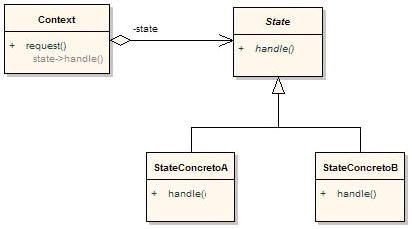 Context
+ request()
state->handle()
-state
State
+ handle()
StateConcretoA
+ handle(
StateConcretoB
+ handle()